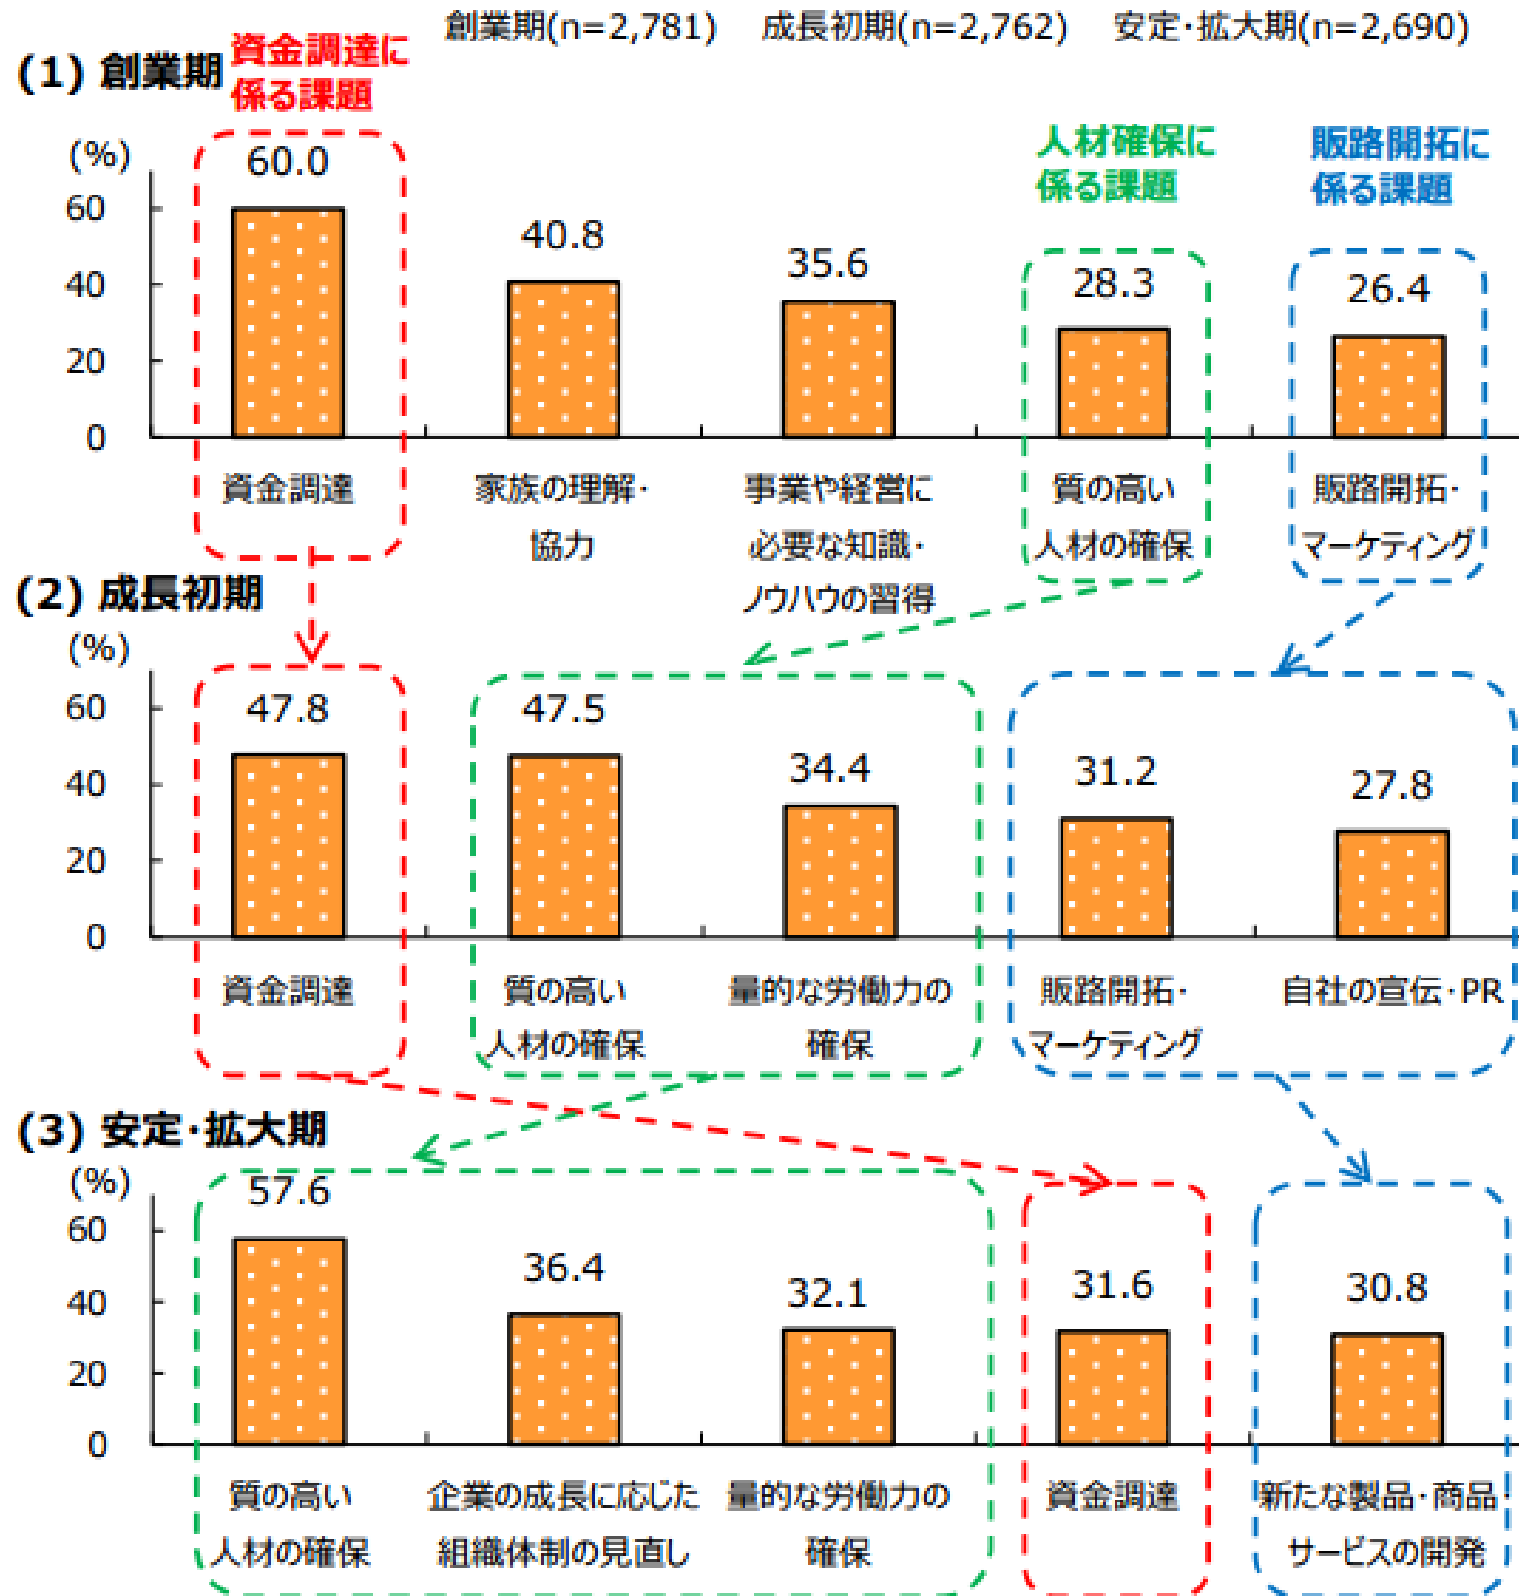 創業期(n=2,781) 成長初期(n=2,762) 安定・拡大期(n=2,690)
(1) 創業期
資金調達に
係る課題
人材確保に
係る課題
販路開拓に
係る課題
(%)
60
40
20
0
60.0
40.8
35.6
28.3
26.4
資金調達
家族の理解・
協力
事業や経営に
必要な知識・
ノウハウの習得
質の高い
人材の確保
販路開拓・
マーケティング
(2) 成長初期
(%)
60
40
20
0
47.8
47.5
34.4
31.2
27.8
資金調達
質の高い
人材の確保
量的な労働力の
確保
販路開拓・
マーケティング
自社の宣伝・PR
(3) 安定・拡大期
(%)
60
40
20
0
57.6
36.4
32.1
31.6
30.8
質の高い
人材の確保
企業の成長に応じた
組織体制の見直し
量的な労働力の
確保
資金調達
新たな製品・商品・
サービスの開発